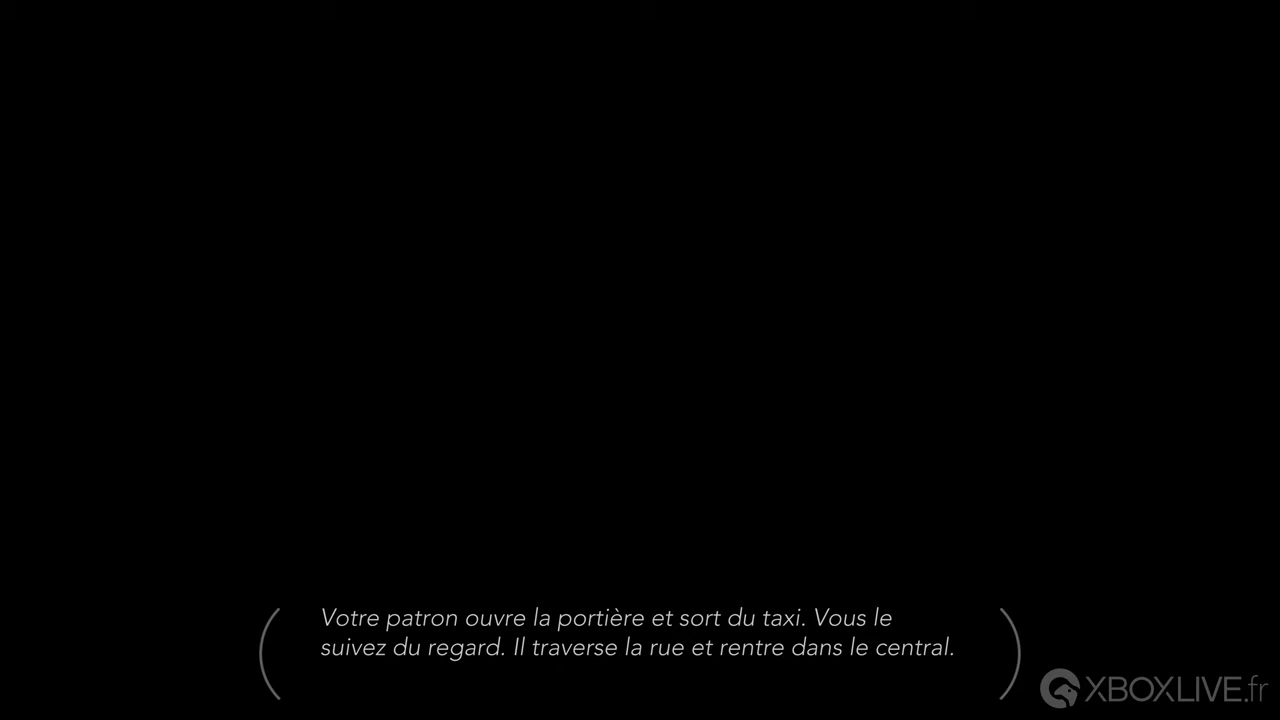 Votre patron ouvre la portière et sort du taxi. Vous le
suivez du regard. Il traverse la rue et rentre dans le central.
XBOXLIVE.fr